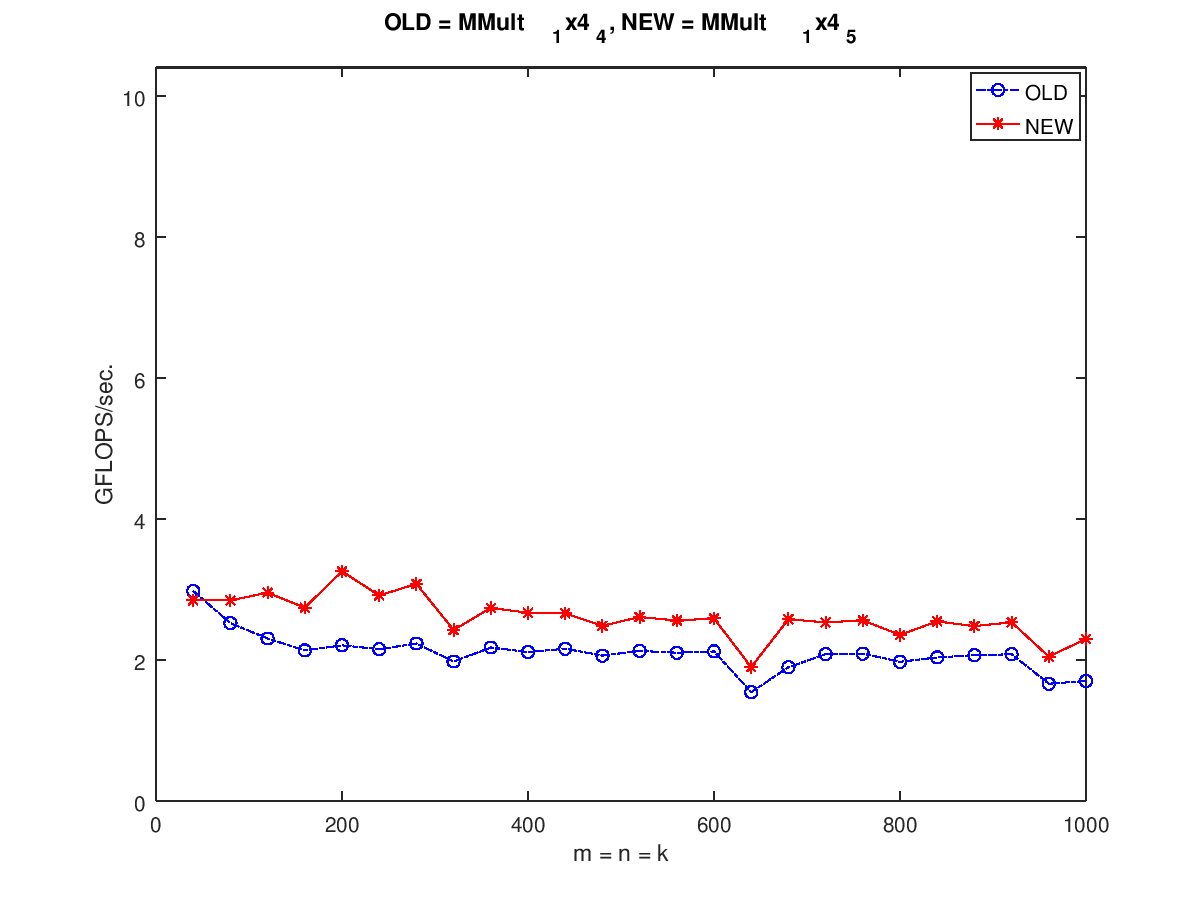 OLD = MMult 1x4 4, NEW = MMult 1x4 5
OLD
NEW
10
8
6
4
2
0
GFLOPS/sec.
0 200 400 600 800 1000
m = n = k